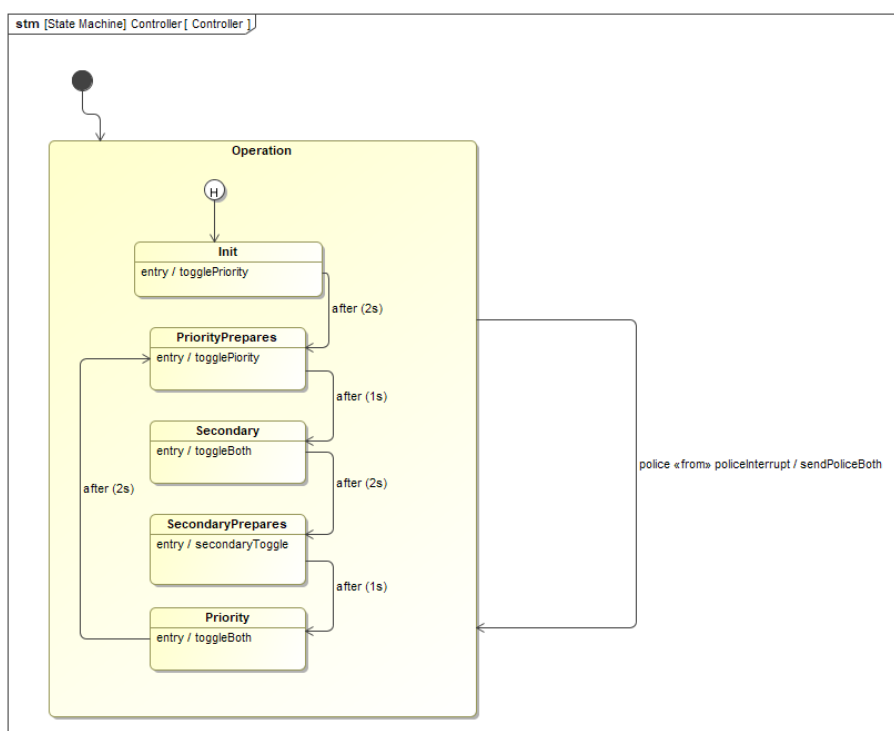 stm [State Machine] Controller [ Controller ]
Operation
H
Init
entry / togglePriority
after (2s)
PriorityPrepares
entry / togglePiority
after (1s)
Secondary
entry / toggleBoth
police «from» policeInterrupt / sendPoliceBoth
after (2s)
after (2s)
SecondaryPrepares
entry / secondaryToggle
after (1s)
Priority
entry / toggleBoth